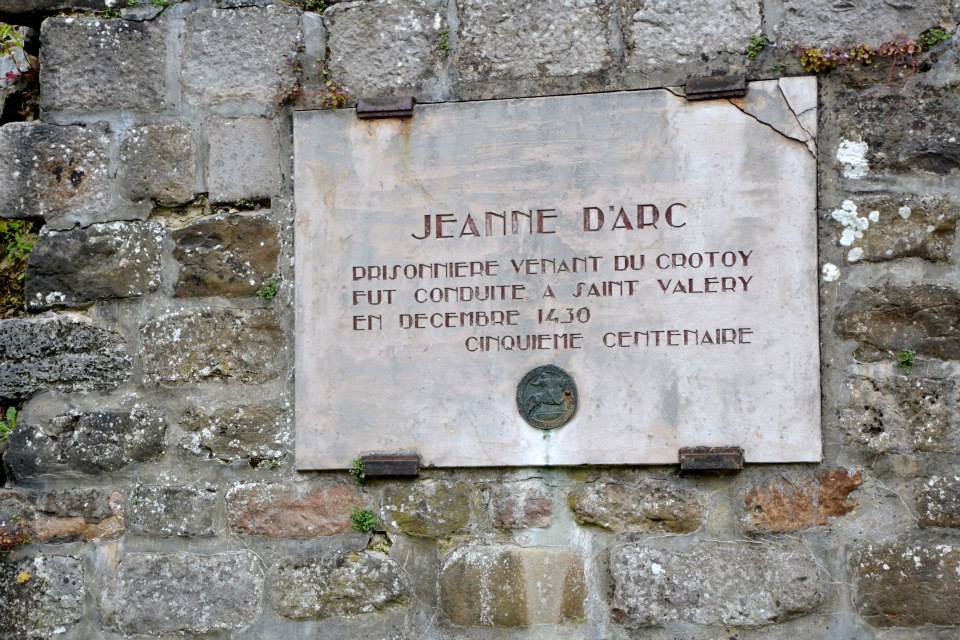 JEANNE D'ARC
PRISONNIERE VENANT DU CROTOY
FUT CONDUITE A SAINT VALERY
EN DECEMBRE 1430
CINQUIEME CENTENAIRE